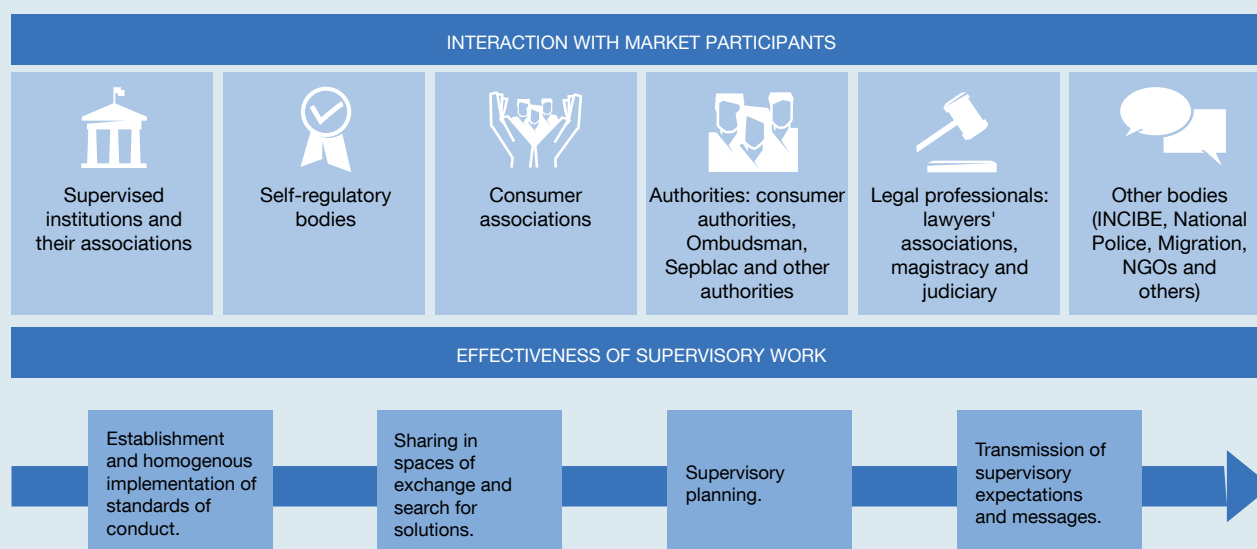 INTERACTION WITH MARKET PARTICIPANTS
Supervised
institutions and
their associations
Self-regulatory
bodies
Consumer
associations
Authorities: consumer
authorities,
Ombudsman,
Sepblac and other
authorities
Legal professionals:
lawyers'
associations,
magistracy and
judiciary
Other bodies
(INCIBE, National
Police, Migration,
NGOs and
others)
EFFECTIVENESS OF SUPERVISORY WORK
Establishment
and homogenous
implementation of
standards of
conduct.
Sharing in
spaces of
exchange and
search for
solutions.
Supervisory
planning.
Transmission of
supervisory
expectations
and messages.